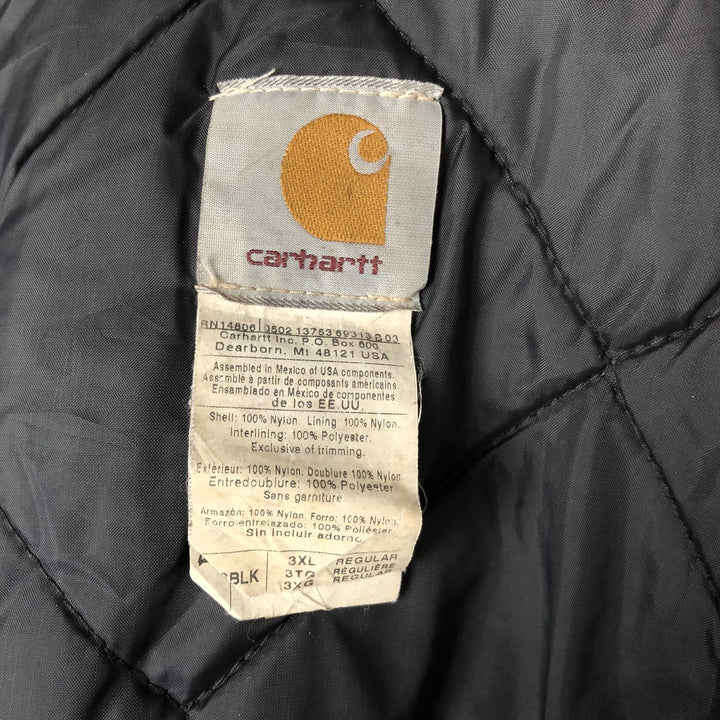 carhartt
RN14806 0502 13763 69313 B 03
Carhartt Inc. P.O. Box 600
Dearborn, MI 48121 USA
Assembled in Mexico of USA components.
Assemblé à partir de composants américains.
Ensamblado en México de componentes
de los EE.UU.
Shell: 100% Nylon. Lining: 100% Nylon.
Interlining: 100% Polyester.
Exclusive of trimming.
Extérieur: 100% Nylon. Doublure 100% Nylon.
Entredoublure: 100% Polyester
Sans garniture.
Armazón: 100% Nylon. Forro: 100% Nylon.
Forro entrelazado: 100% Poliéster
Sin incluir adorno.
3XL REGULAR
BLK 3TG RÉGULIÈRE
3XG REGULAR